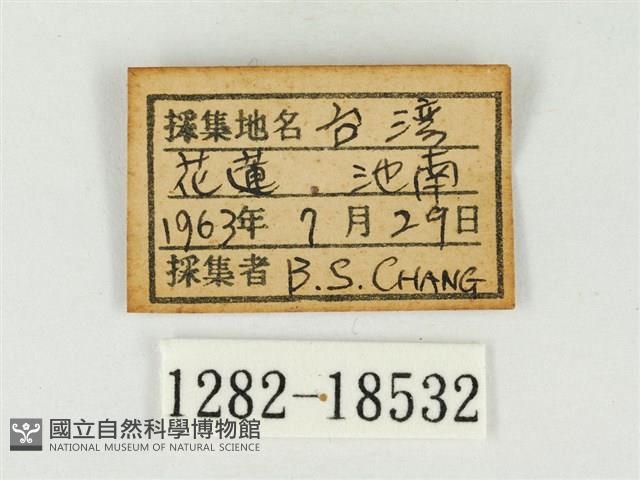 採集地名 台湾
花蓮 . 池南
1963年 7月29日
採集者 B.S. CHANG
1282-18532
國立自然科學博物館
NATIONAL MUSEUM OF NATURAL SCIENCE